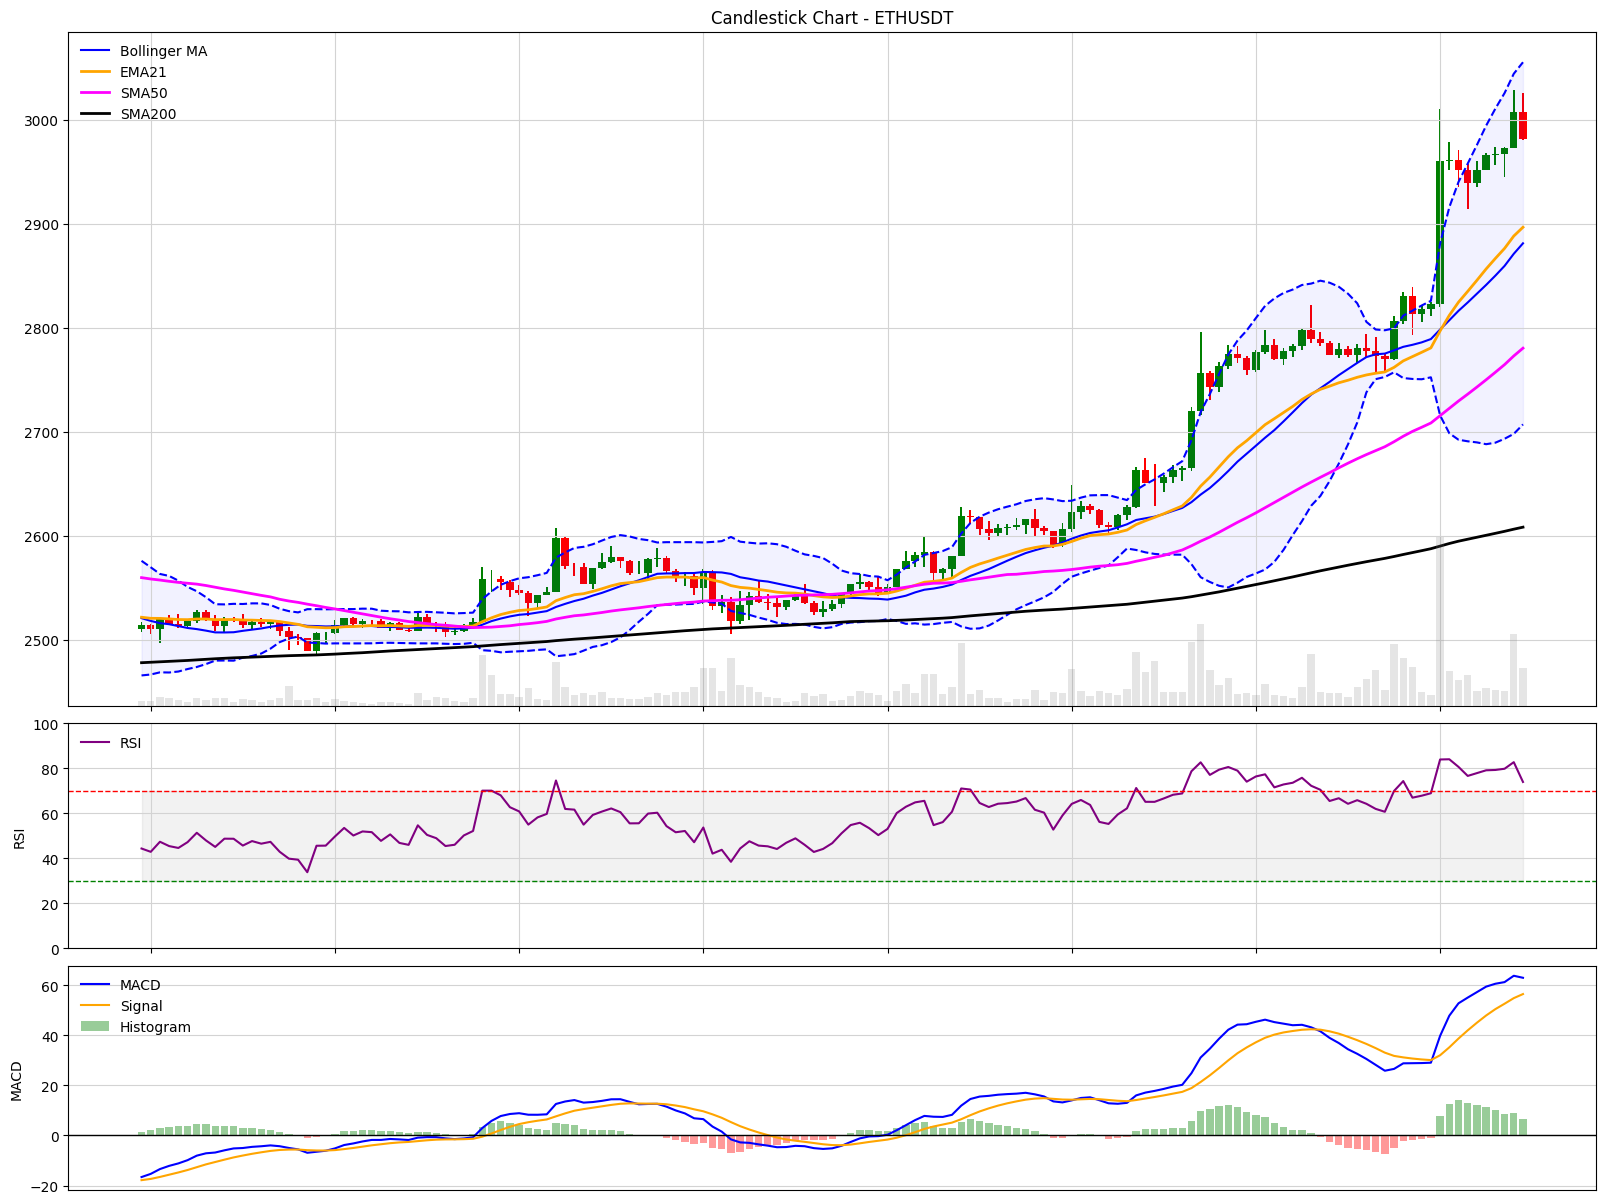 Candlestick Chart - ETHUSDT
Bollinger MA
EMA21
SMA50
SMA200
3000
2900
2800
2700
2600
2500
RSI
100
80
60
40
20
0
RSI
MACD
Signal
Histogram
60
40
20
0
−20
MACD